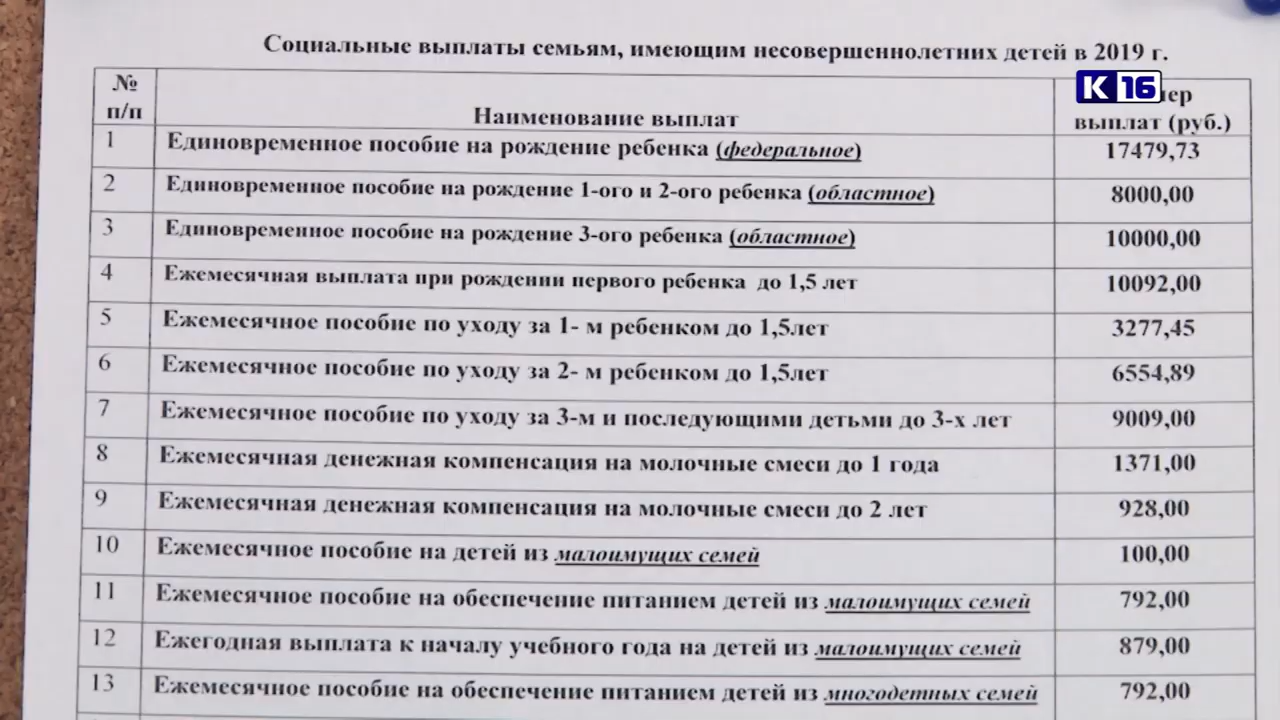 Социальные выплаты семьям, имеющим несовершеннолетних детей в 2019 г.
К 16
№ п/п Наименование выплат выплат (руб.)
1 Единовременное пособие на рождение ребенка (федеральное) 17479,73
2 Единовременное пособие на рождение 1-ого и 2-ого ребенка (областное) 8000,00
3 Единовременное пособие на рождение 3-ого ребенка (областное) 10000,00
4 Ежемесячная выплата при рождении первого ребенка до 1,5 лет 10092,00
5 Ежемесячное пособие по уходу за 1- м ребенком до 1,5лет 3277,45
6 Ежемесячное пособие по уходу за 2- м ребенком до 1,5лет 6554,89
7 Ежемесячное пособие по уходу за 3-м и последующими детьми до 3-х лет 9009,00
8 Ежемесячная денежная компенсация на молочные смеси до 1 года 1371,00
9 Ежемесячная денежная компенсация на молочные смеси до 2 лет 928,00
10 Ежемесячное пособие на детей из малоимущих семей 100,00
11 Ежемесячное пособие на обеспечение питанием детей из малоимущих семей 792,00
12 Ежегодная выплата к началу учебного года на детей из малоимущих семей 879,00
13 Ежемесячное пособие на обеспечение питанием детей из многодетных семей 792,00